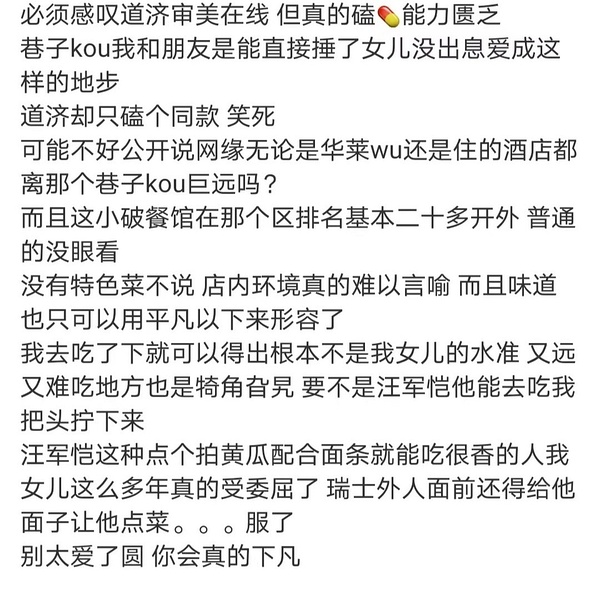 必须感叹道济审美在线 但真的磕💊能力匮乏
巷子kou我和朋友是能直接捶了女儿没出息爱成这
样的地步
道济却只磕个同款 笑死
可能不好公开说网缘无论是华莱wu还是住的酒店都
离那个巷子kou巨远吗?
而且这小破餐馆在那个区排名基本二十多开外 普通
的没眼看
没有特色菜不说 店内环境真的难以言喻 而且味道
也只可以用平凡以下来形容了
我去吃了下就可以得出根本不是我女儿的水准 又远
又难吃地方也是犄角旮旯 要不是汪军恺他能去吃我
把头拧下来
汪军恺这种点个拍黄瓜配合面条就能吃很香的人我
女儿这么多年真的受委屈了 瑞士外人面前还得给他
面子让他点菜。。。服了
别太爱了圆 你会真的下凡